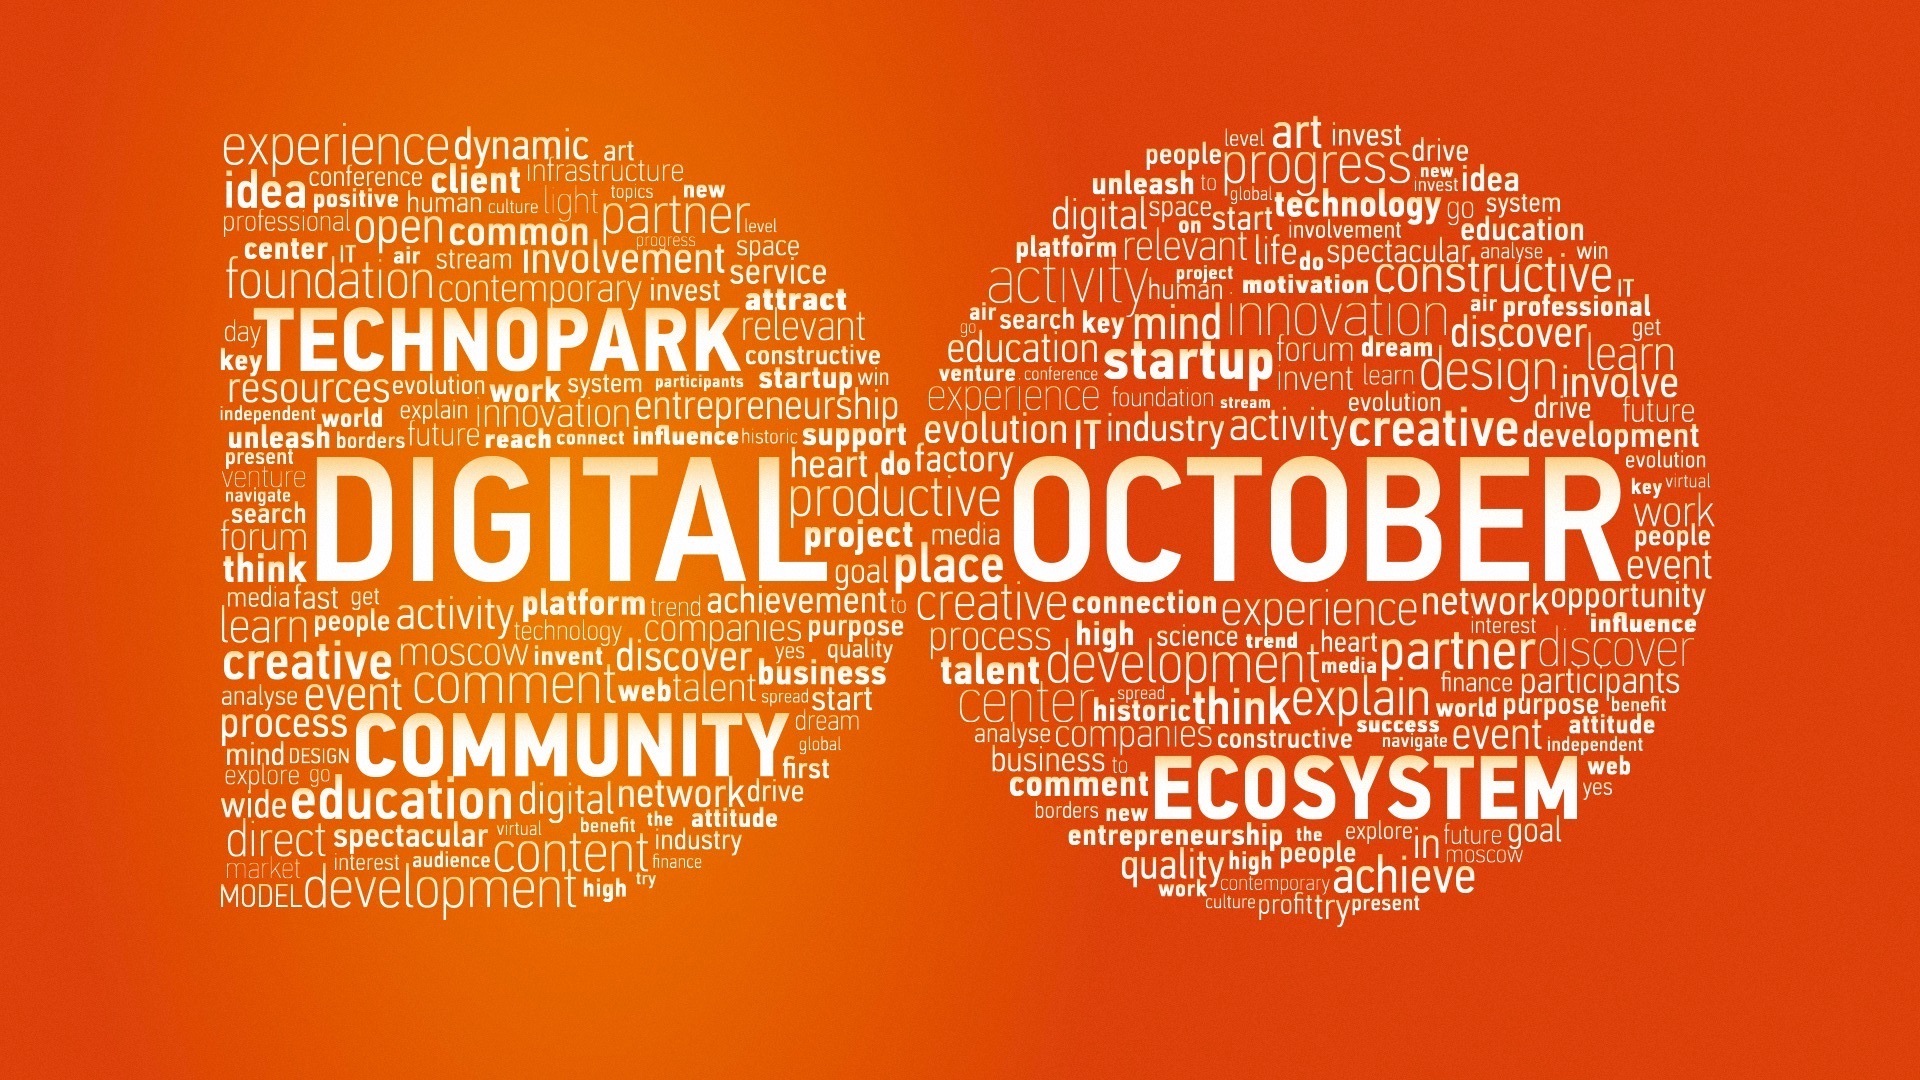 experience dynamic art
conference client infrastructure
idea positive human culture light topics new
professional open common partner level
center IT air stream progress involvement space
foundation contemporary invest service
attract
day TECHNOPARK relevant
key constructive
resources evolution work system participants startup win
independent world explain innovation entrepreneurship
unleash borders future reach connect influence historic support
present
venture
navigate
search
forum
think
DIGITAL
heart do factory
productive
project media
goal place
media fast get
learn people activity platform trend achievement to
technology companies purpose
creative moscow invent discover yes quality
analyse event comment web talent business
spread start
process COMMUNITY dream
mind DESIGN global
explore go first
wide education digital network drive
direct spectacular virtual benefit the attitude
market interest audience content industry
finance
MODEL development high try
level art invest
people progress drive
unleash to global new invest idea
digital space on start technology go system
involvement education
platform relevant life do spectacular analyse win
activity human project motivation constructive IT
air professional
go air search key mind innovation discover get
education startup forum dream design learn
venture conference invent learn involve
experience foundation stream evolution drive future
evolution IT industry activity creative development
evolution
OCTOBER
key virtual
work
people
event
creative connection experience network opportunity
process high science trend heart interest influence
talent development media partner discover
center spread historic think explain finance participants
world purpose benefit
analyse companies constructive success navigate event attitude
independent
business to ECOSYSTEM web
comment yes
borders new
entrepreneurship the explore in future goal
quality high people moscow
work contemporary achieve
culture profit try present